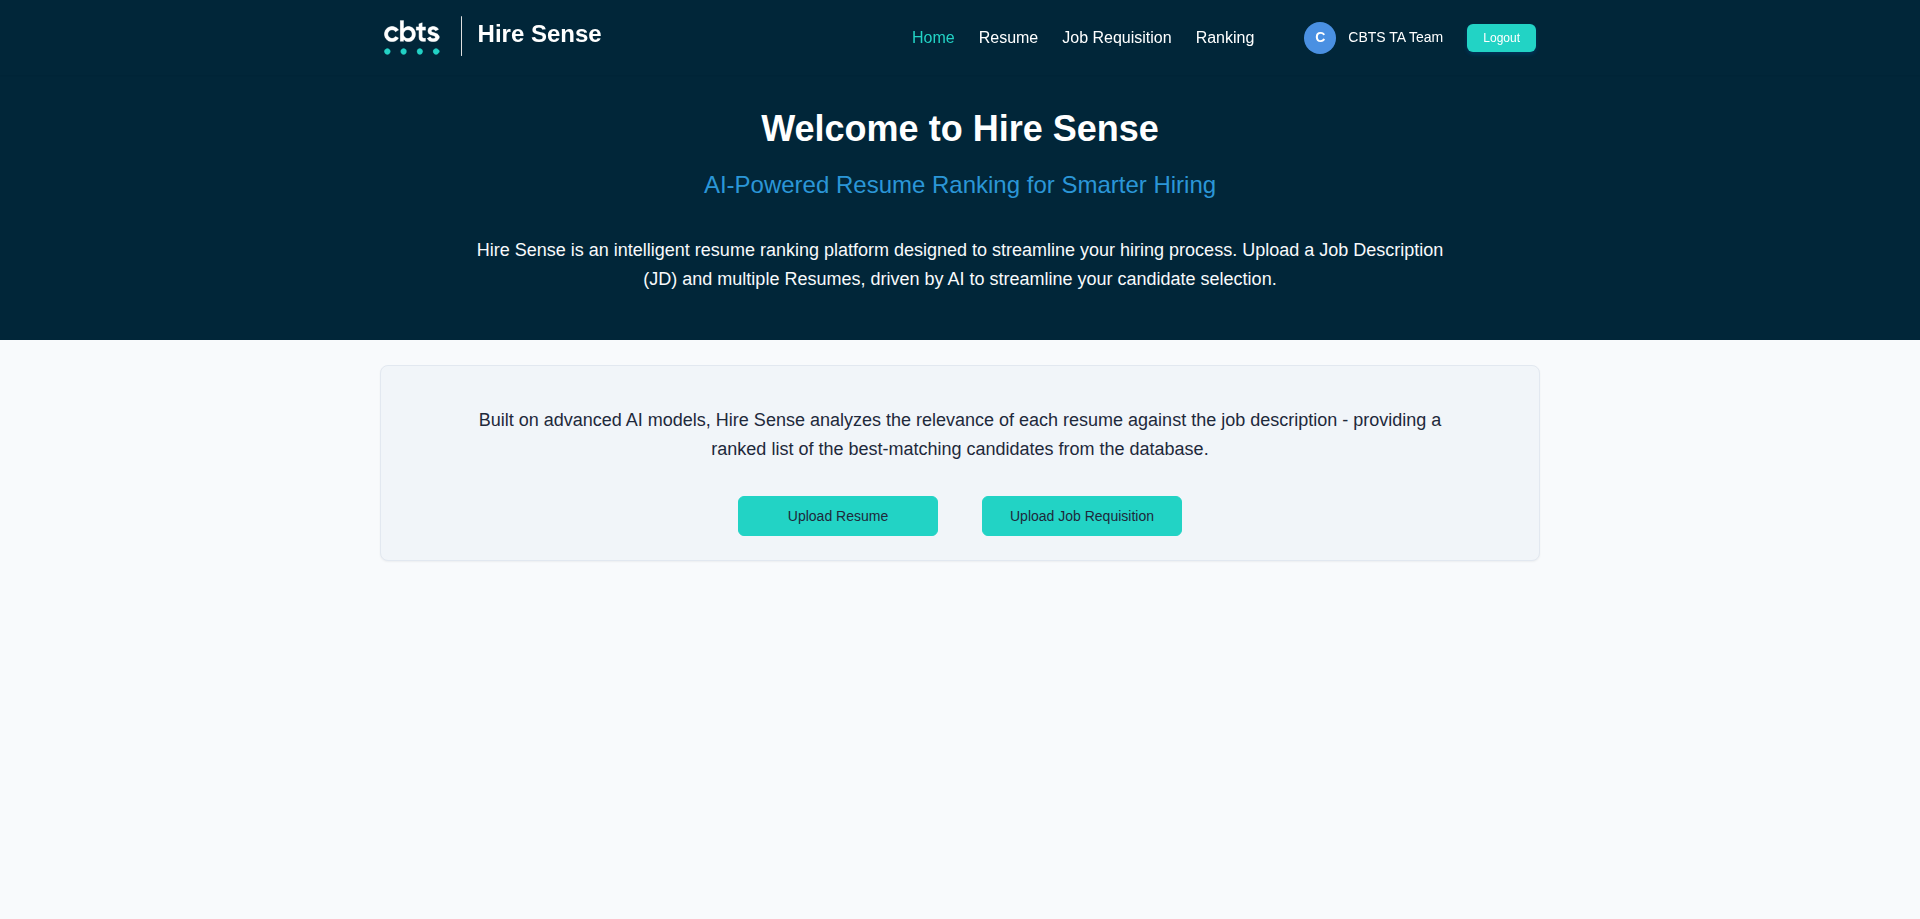 cbts
Hire Sense
Home
Resume
Job Requisition
Ranking
C
CBTS TA Team
Logout
Welcome to Hire Sense
AI-Powered Resume Ranking for Smarter Hiring
Hire Sense is an intelligent resume ranking platform designed to streamline your hiring process. Upload a Job Description
(JD) and multiple Resumes, driven by AI to streamline your candidate selection.
Built on advanced AI models, Hire Sense analyzes the relevance of each resume against the job description - providing a
ranked list of the best-matching candidates from the database.
Upload Resume
Upload Job Requisition